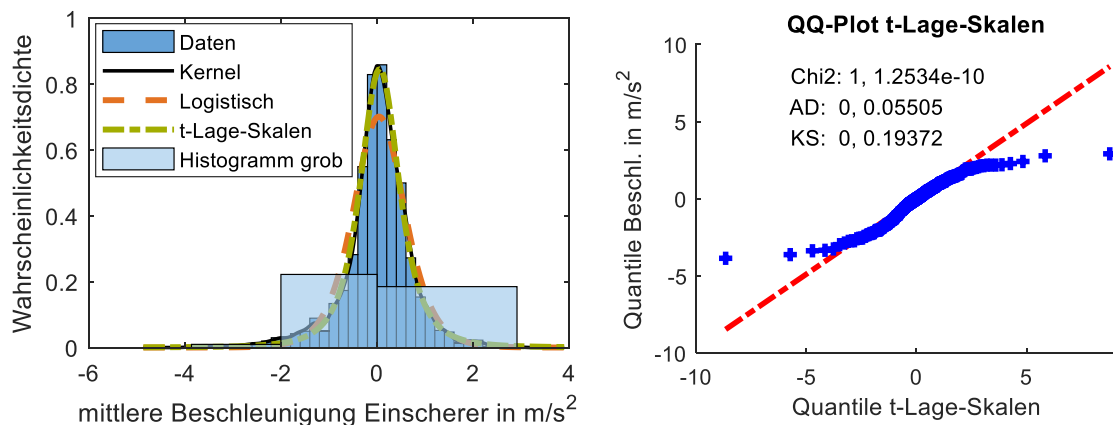 1
0.8
0.6
0.4
0.2
0
-6
-4
-2
0
2
4
Wahrscheinlichkeitsdichte
mittlere Beschleunigung Einscherer in m/s²
Daten
Kernel
Logistisch
t-Lage-Skalen
Histogramm grob
QQ-Plot t-Lage-Skalen
Chi2: 1, 1.2534e-10
AD: 0, 0.05505
KS: 0, 0.19372
10
5
0
-5
-10
-10
-5
0
5
Quantile Beschl. in m/s²
Quantile t-Lage-Skalen